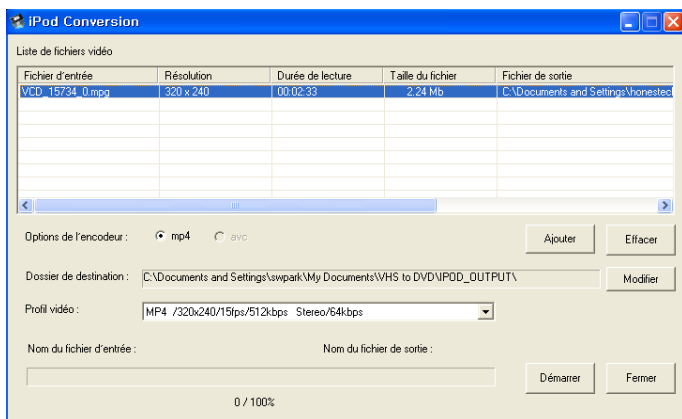 iPod Conversion
Liste de fichiers vidéo
Fichier d'entrée Résolution Durée de lecture Taille du fichier Fichier de sortie
VCD_15734_0.mpg 320 x 240 00:02:33 2.24 Mb C:\Documents and Settings\honestec
Options de l'encodeur : mp4 avc Ajouter Effacer
Dossier de destination : C:\Documents and Settings\swpark\My Documents\VHS to DVD\IPOD_OUTPUT\ Modifier
Profil vidéo : MP4 /320x240/15fps/512kbps Stereo/64kbps
Nom du fichier d'entrée : Nom du fichier de sortie :
Démarrer Fermer
0 / 100%